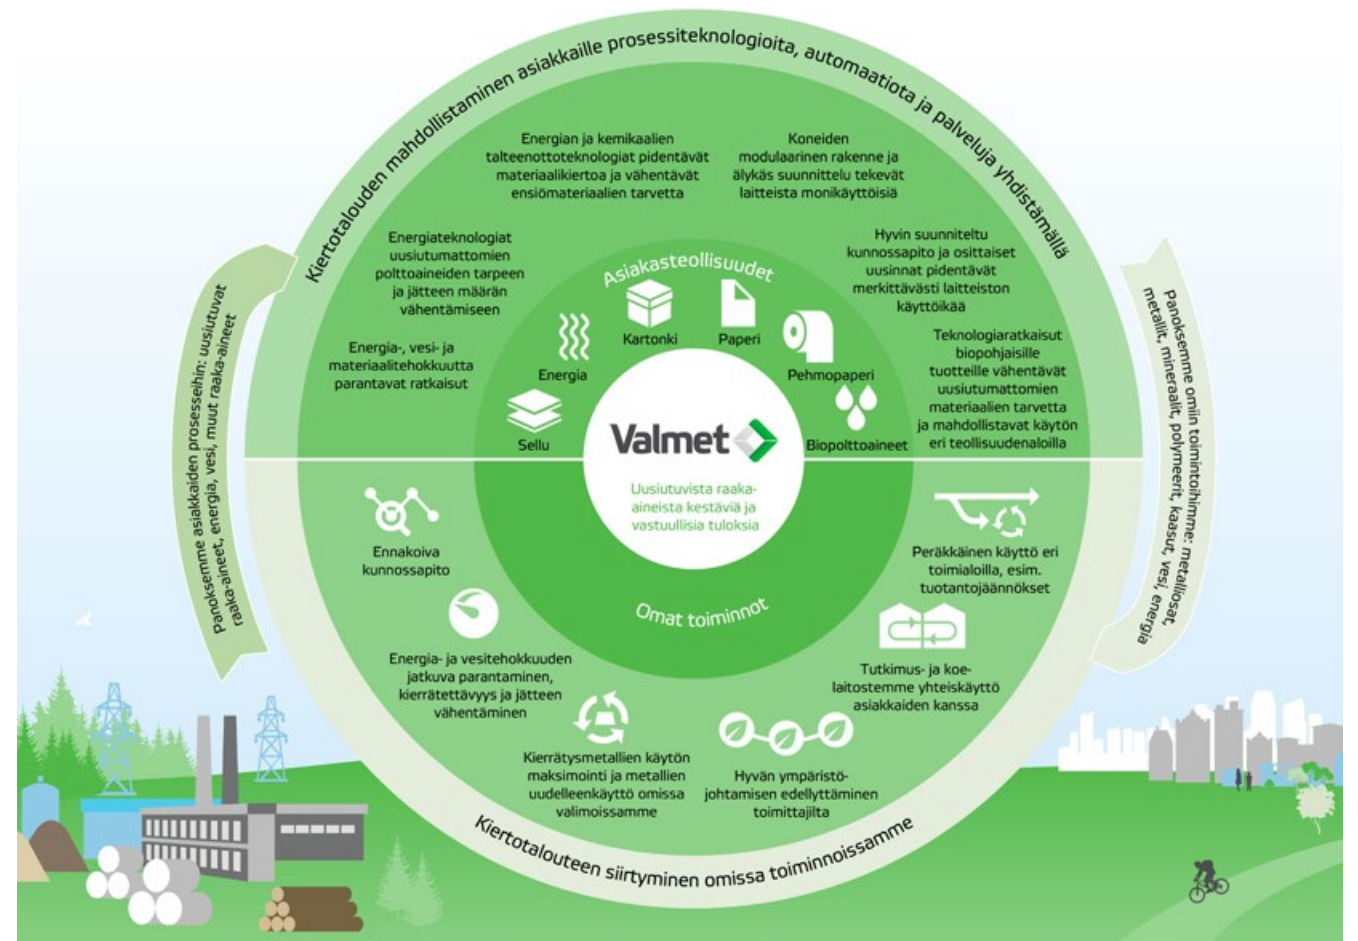 Kiertotalouden mahdollistaminen asiakkaille prosessiteknologioita, automaatiota ja palveluja yhdistämällä
Energian ja kemikaalien
talteenottoteknologiat pidentävät
materiaalikiertoa ja vähentävät
ensiömateriaalien tarvetta
Koneiden
modulaarinen rakenne ja
älykäs suunnittelu tekevät
laitteista monikäyttöisiä
Energiateknologiat
uusiutumattomien
polttoaineiden tarpeen
ja jätteen määrän
vähentämiseen
Hyvin suunniteltu
kunnossapito ja osittaiset
uusinnat pidentävät
merkittävästi laitteiston
käyttöikää
Energia-, vesi- ja
materiaalitehokkuutta
parantavat ratkaisut
Teknologiaratkaisut
biopohjaisille
tuotteille vähentävät
uusiutumattomien
materiaalien tarvetta
ja mahdollistavat käytön
eri teollisuudenaloilla
Asiakasteollisuudet
Sellu
Energia
Kartonki
Paperi
Pehmopaperi
Biopolttoaineet
Valmet
Uusiutuvista raaka-
aineista kestäviä ja
vastuullisia tuloksia
Omat toiminnot
Panoksemme asiakkaiden prosesseihin: uusiutuvat
raaka-aineet, energia, vesi, muut raaka-aineet
Panoksemme omiin toimintoihimme: metalliosat,
metallit, mineraalit, polymeerit, kaasut, vesi, energia
Ennakoiva
kunnossapito
Energia- ja vesitehokkuuden
jatkuva parantaminen,
kierrätettävyys ja jätteen
vähentäminen
Kierrätysmetallien käytön
maksimointi ja metallien
uudelleenkäyttö omissa
valimoissamme
Hyvän ympäristö-
johtamisen edellyttäminen
toimittajilta
Tutkimus- ja koe-
laitostemme yhteiskäyttö
asiakkaiden kanssa
Peräkkäinen käyttö eri
toimialoilla, esim.
tuotantojäännökset
Kiertotalouteen siirtyminen omissa toiminnoissamme